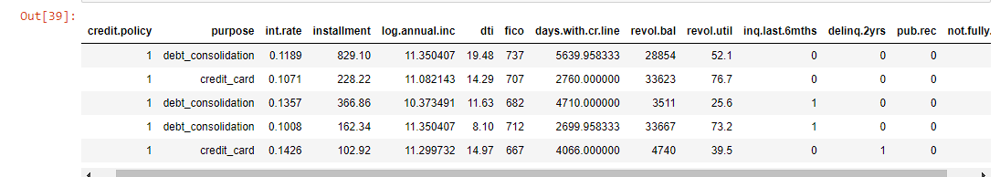 Out[39]:
credit.policy purpose int.rate installment log.annual.inc dti fico days.with.cr.line revol.bal revol.util inq.last.6mths delinq.2yrs pub.rec not.fully.
1 debt_consolidation 0.1189 829.10 11.350407 19.48 737 5639.958333 28854 52.1 0 0 0
1 credit_card 0.1071 228.22 11.082143 14.29 707 2760.000000 33623 76.7 0 0 0
1 debt_consolidation 0.1357 366.86 10.373491 11.63 682 4710.000000 3511 25.6 1 0 0
1 debt_consolidation 0.1008 162.34 11.350407 8.10 712 2699.958333 33667 73.2 1 0 0
1 credit_card 0.1426 102.92 11.299732 14.97 667 4066.000000 4740 39.5 0 1 0